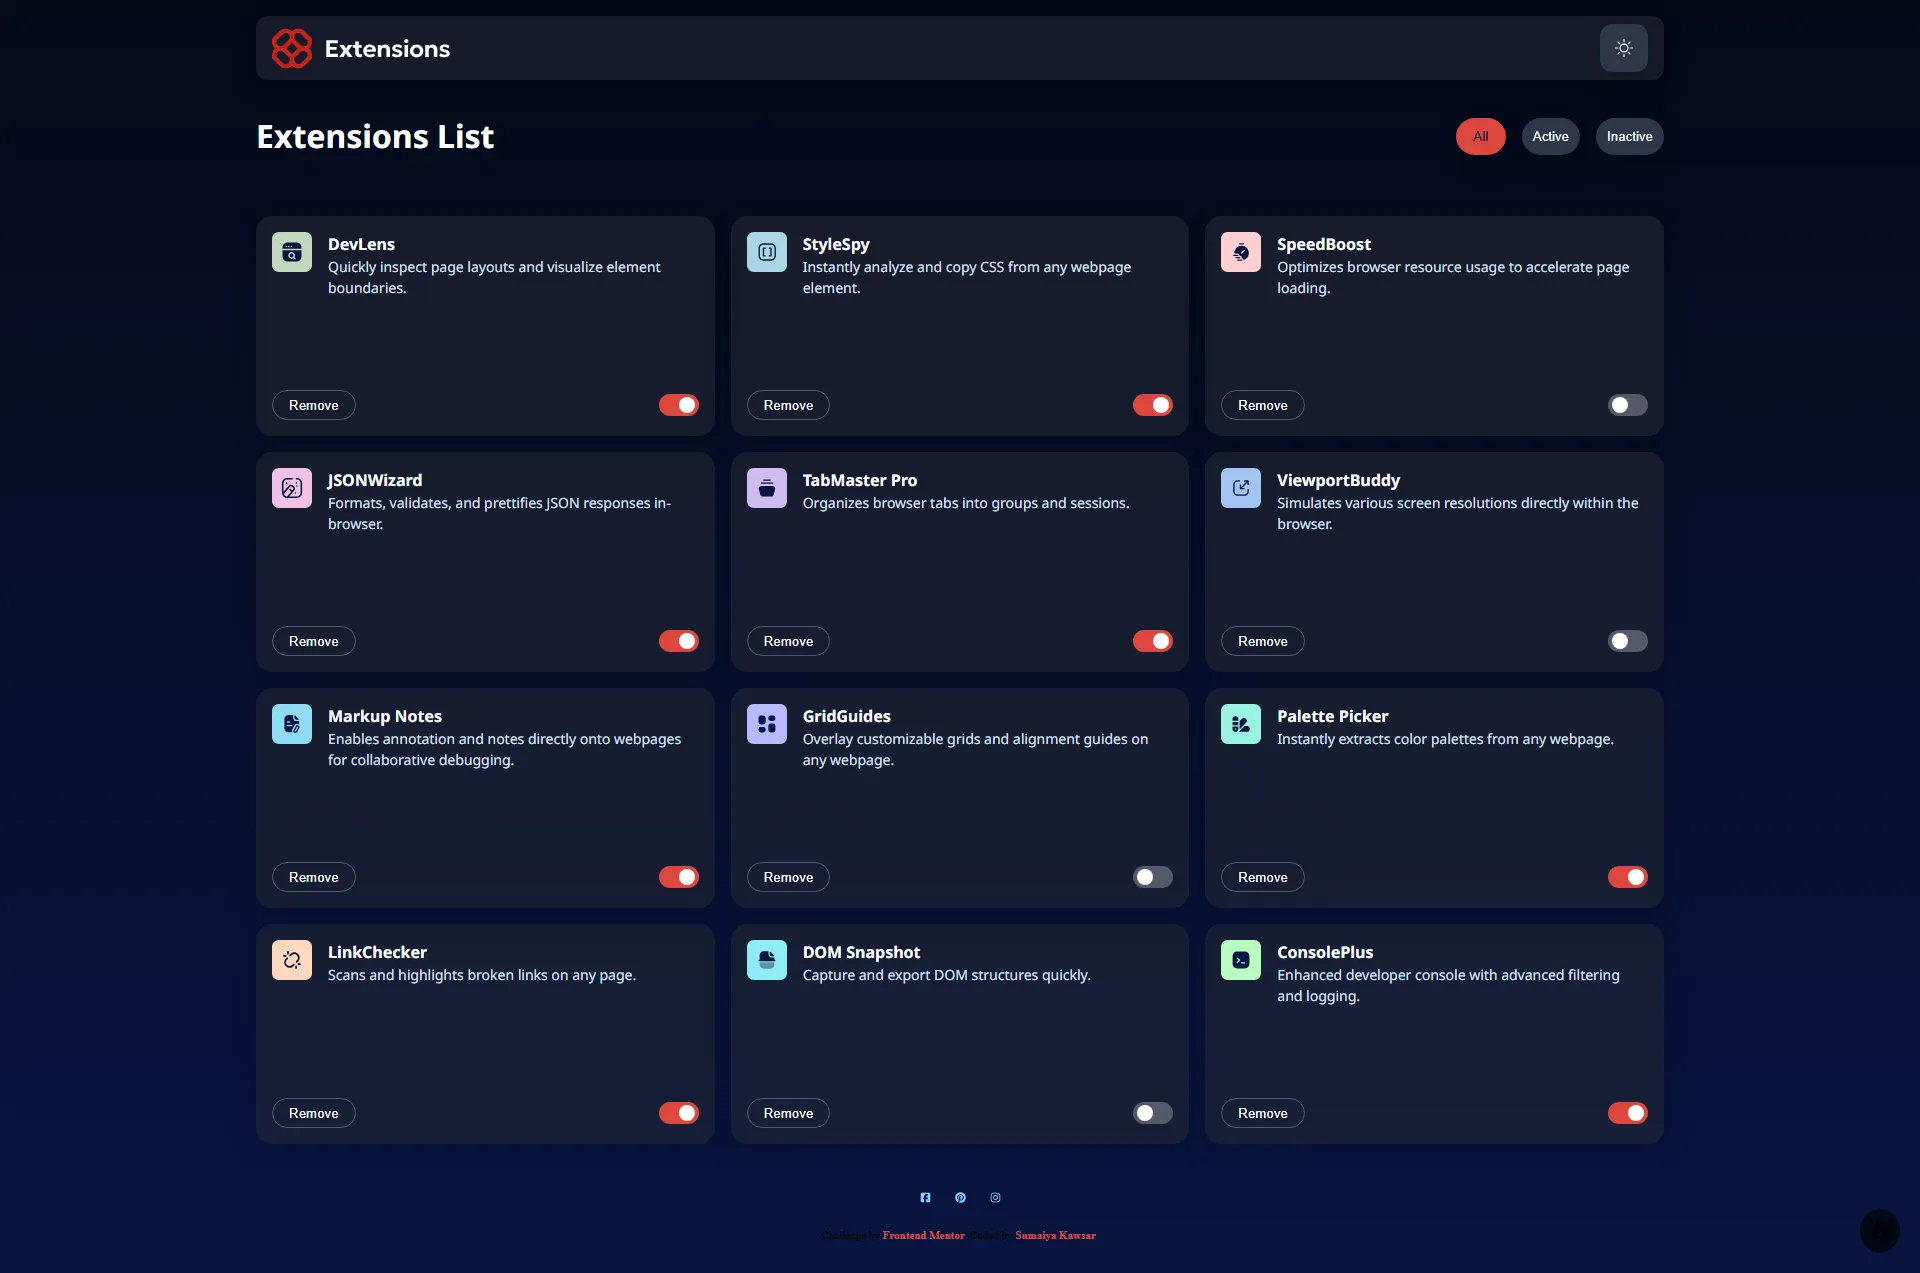 Extensions
Extensions List
All
Active
Inactive
DevLens
Quickly inspect page layouts and visualize element
boundaries.
Remove
StyleSpy
Instantly analyze and copy CSS from any webpage
element.
Remove
SpeedBoost
Optimizes browser resource usage to accelerate page
loading.
Remove
JSONWizard
Formats, validates, and prettifies JSON responses in-
browser.
Remove
TabMaster Pro
Organizes browser tabs into groups and sessions.
Remove
ViewportBuddy
Simulates various screen resolutions directly within the
browser.
Remove
Markup Notes
Enables annotation and notes directly onto webpages
for collaborative debugging.
Remove
GridGuides
Overlay customizable grids and alignment guides on
any webpage.
Remove
Palette Picker
Instantly extracts color palettes from any webpage.
Remove
LinkChecker
Scans and highlights broken links on any page.
Remove
DOM Snapshot
Capture and export DOM structures quickly.
Remove
ConsolePlus
Enhanced developer console with advanced filtering
and logging.
Remove
Challenge by Frontend Mentor. Coded by Sumaiya Kawsar